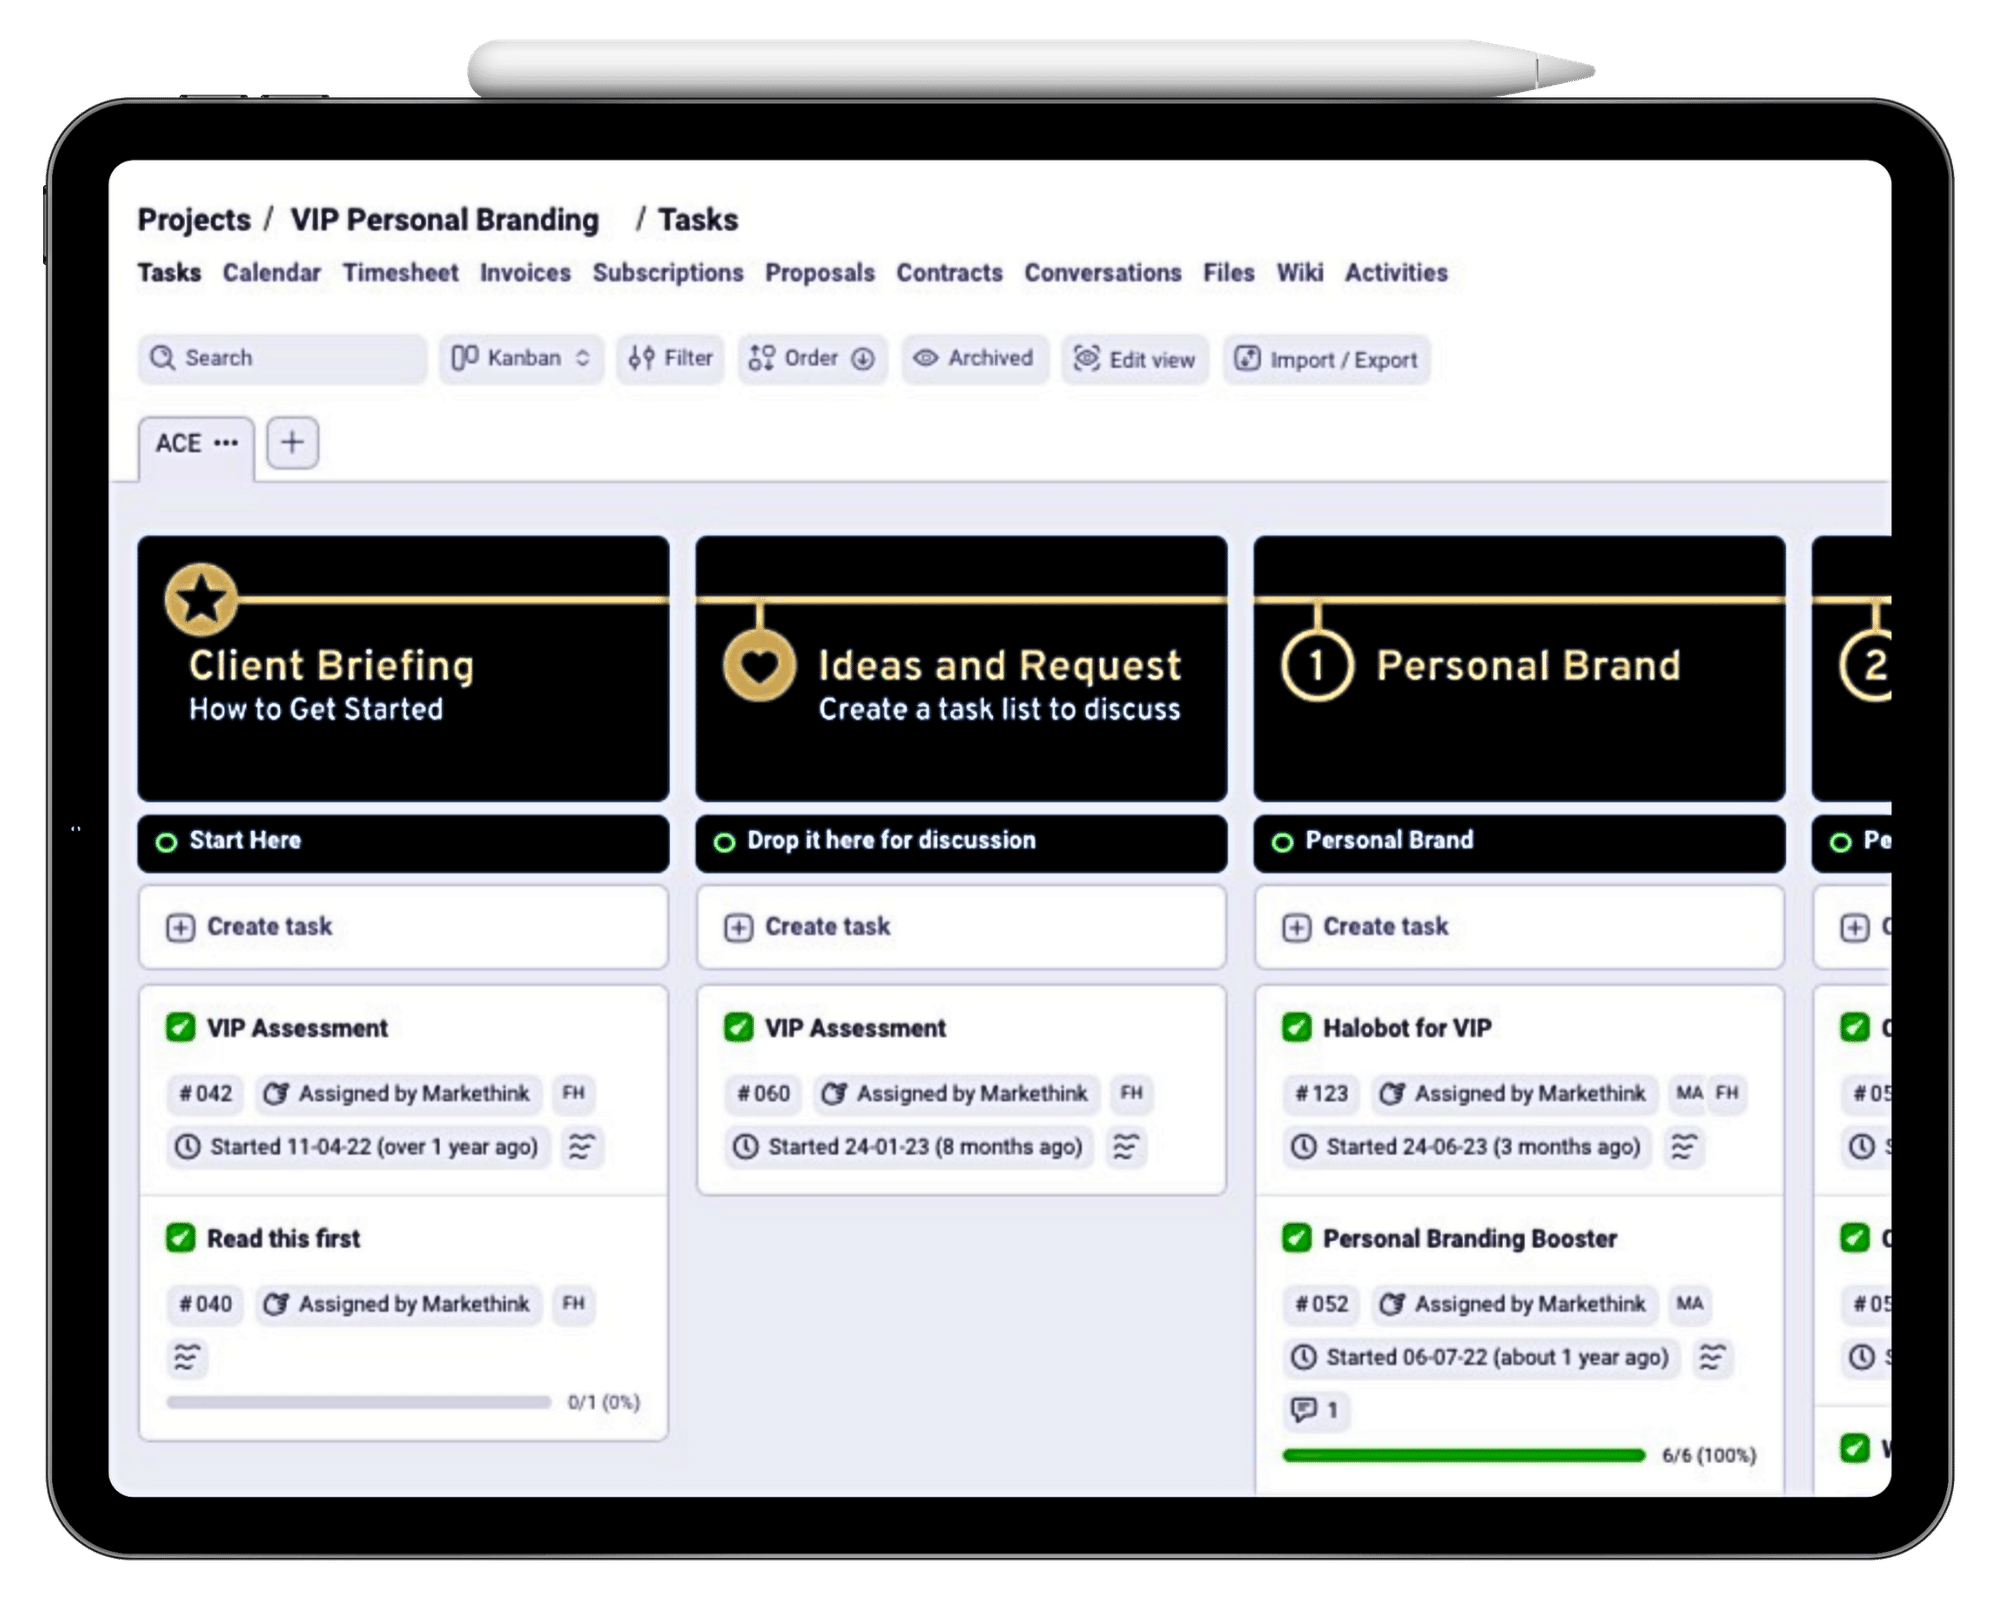 Projects / VIP Personal Branding / Tasks
Tasks Calendar Timesheet Invoices Subscriptions Proposals Contracts Conversations Files Wiki Activities
Search Kanban Filter Order Archived Edit view Import / Export
ACE •••
Client Briefing
How to Get Started
Start Here
Create task
VIP Assessment
#042 Assigned by Markethink FH
Started 11-04-22 (over 1 year ago)
Read this first
#040 Assigned by Markethink FH
0/1 (0%)
Ideas and Request
Create a task list to discuss
Drop it here for discussion
Create task
VIP Assessment
#060 Assigned by Markethink FH
Started 24-01-23 (8 months ago)
1 Personal Brand
Personal Brand
Create task
Halobot for VIP
#123 Assigned by Markethink MA FH
Started 24-06-23 (3 months ago)
Personal Branding Booster
#052 Assigned by Markethink MA
Started 06-07-22 (about 1 year ago)
1
6/6 (100%)
2
Pe
#05
#05